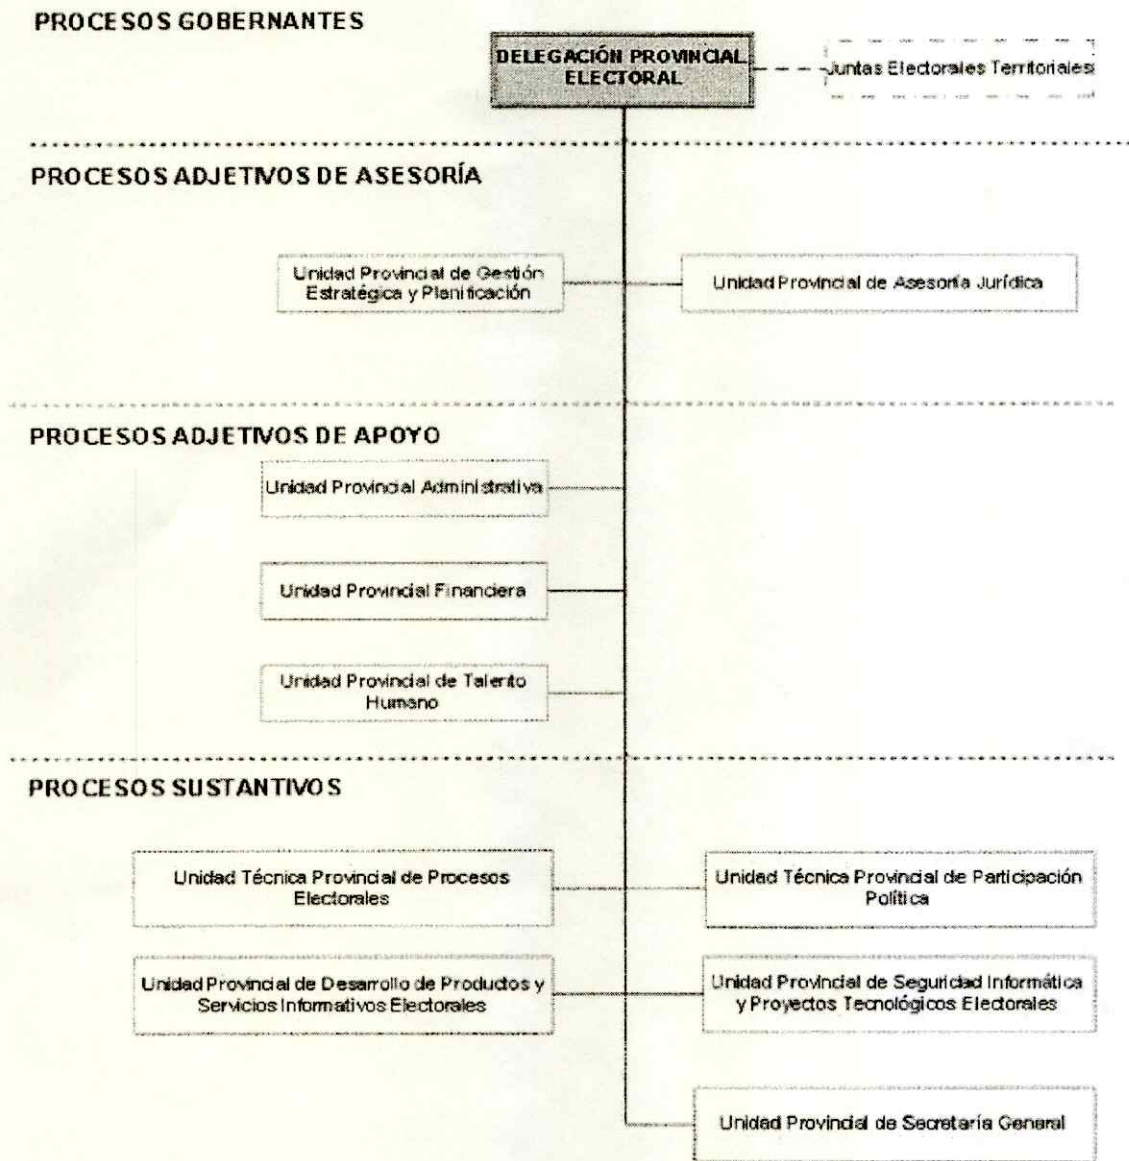 PROCESOS GOBERNANTES
DELEGACIÓN PROVINCIAL
ELECTORAL
Juntas Electorales Territoriales
PROCESOS ADJETIVOS DE ASESORÍA
Unidad Provincial de Gestión
Estratégica y Planificación
Unidad Provincial de Asesoría Jurídica
PROCESOS ADJETIVOS DE APOYO
Unidad Provincial Administrativa
Unidad Provincial Financiera
Unidad Provincial de Talento
Humano
PROCESOS SUSTANTIVOS
Unidad Técnica Provincial de Procesos
Electorales
Unidad Técnica Provincial de Participación
Política
Unidad Provincial de Desarrollo de Productos y
Servicios Informativos Electorales
Unidad Provincial de Seguridad Informática
y Proyectos Tecnológicos Electorales
Unidad Provincial de Secretaría General